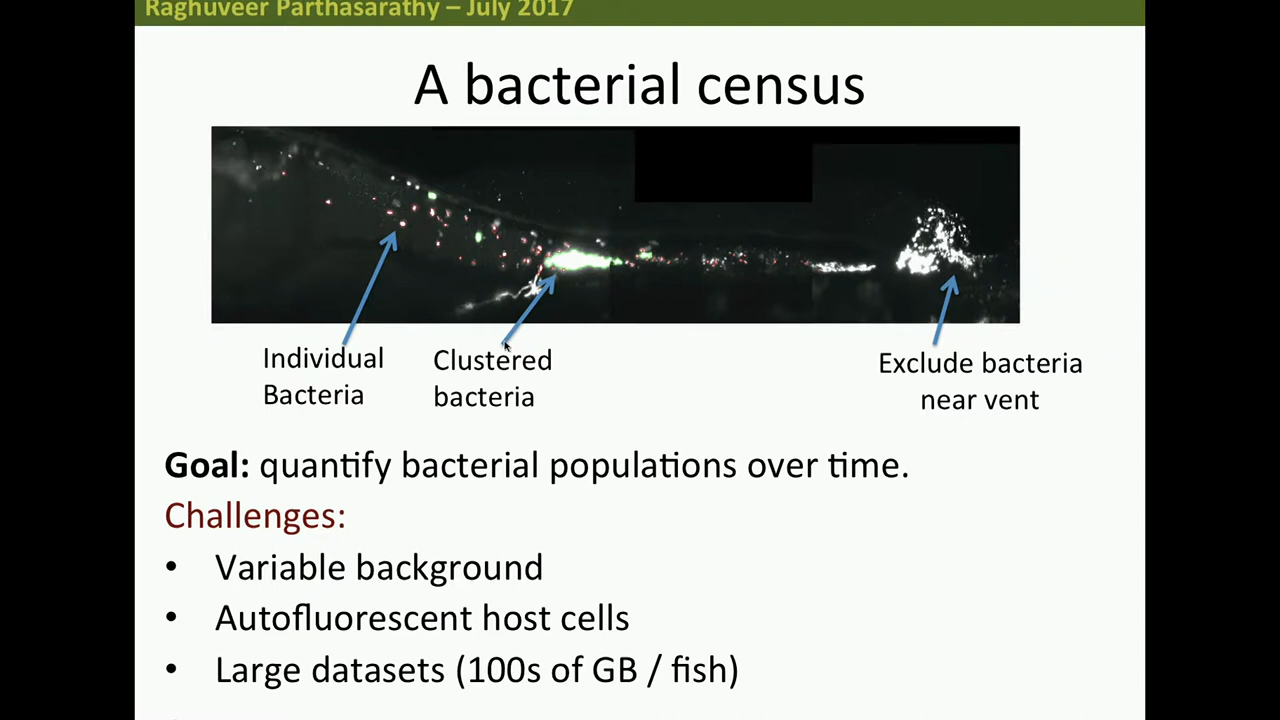 Raghuveer Parthasarathy – July 2017
A bacterial census
Individual
Bacteria
Clustered
bacteria
Exclude bacteria
near vent
Goal: quantify bacterial populations over time.
Challenges:
• Variable background
• Autofluorescent host cells
• Large datasets (100s of GB / fish)